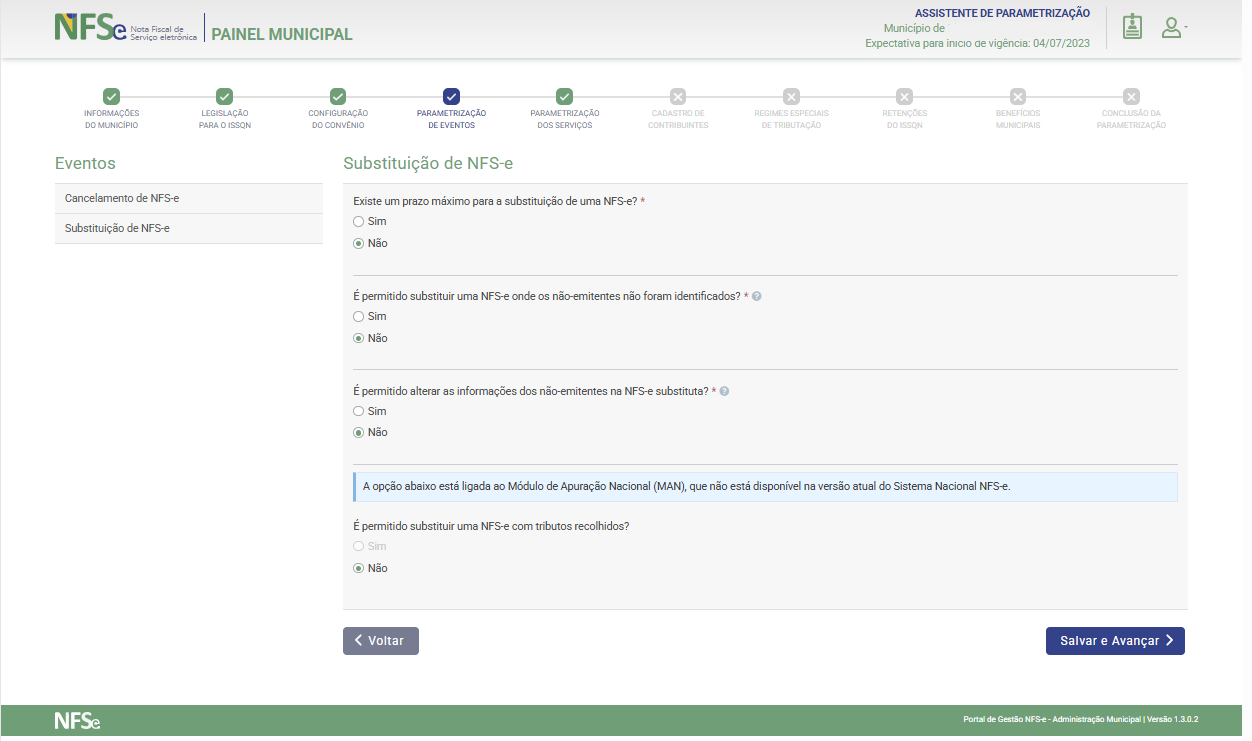 NFSe Nota Fiscal de
Serviço eletrônica
PAINEL MUNICIPAL
ASSISTENTE DE PARAMETRIZAÇÃO
Município de
Expectativa para início de vigência: 04/07/2023
INFORMAÇÕES
DO MUNICÍPIO
LEGISLAÇÃO
PARA O ISSQN
CONFIGURAÇÃO
DO CONVÊNIO
PARAMETRIZAÇÃO
DE EVENTOS
PARAMETRIZAÇÃO
DOS SERVIÇOS
CADASTRO DE
CONTRIBUINTES
REGIMES ESPECIAIS
DE TRIBUTAÇÃO
RETENÇÕES
DO ISSQN
BENEFÍCIOS
MUNICIPAIS
CONCLUSÃO DA
PARAMETRIZAÇÃO
Eventos
Cancelamento de NFS-e
Substituição de NFS-e
Substituição de NFS-e
Existe um prazo máximo para a substituição de uma NFS-e? *
Sim
Não
É permitido substituir uma NFS-e onde os não-emitentes não foram identificados? * ?
Sim
Não
É permitido alterar as informações dos não-emitentes na NFS-e substituta? * ?
Sim
Não
A opção abaixo está ligada ao Módulo de Apuração Nacional (MAN), que não está disponível na versão atual do Sistema Nacional NFS-e.
É permitido substituir uma NFS-e com tributos recolhidos?
Sim
Não
Voltar
Salvar e Avançar
NFSe
Portal de Gestão NFS-e - Administração Municipal | Versão 1.3.0.2